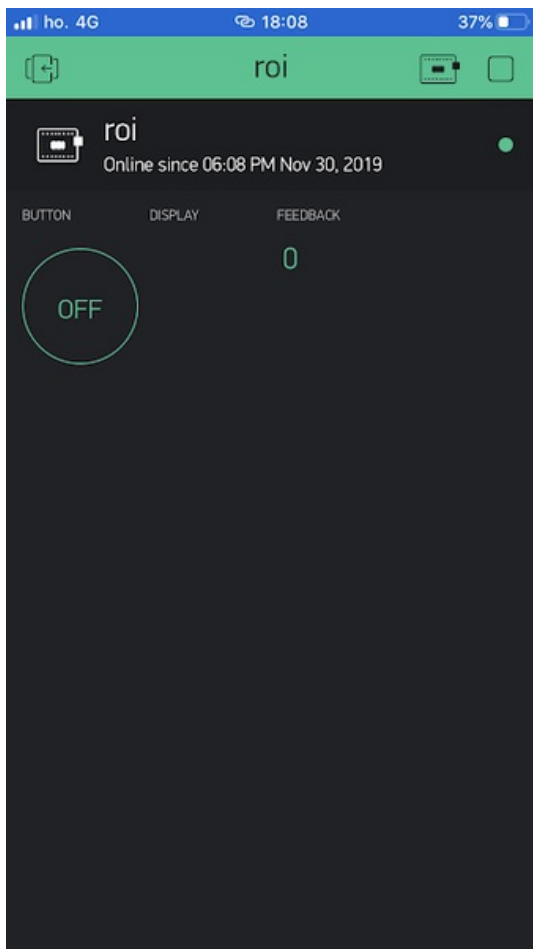 ho. 4G 18:08 37%
roi
roi
Online since 06:08 PM Nov 30, 2019
BUTTON DISPLAY FEEDBACK
0
OFF